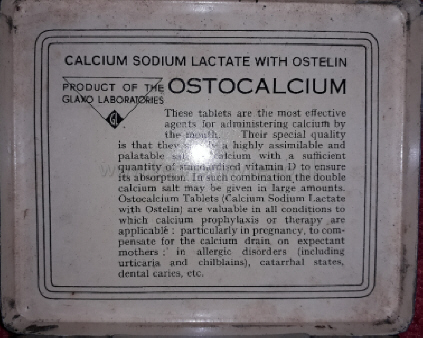 CALCIUM SODIUM LACTATE WITH OSTELIN
PRODUCT OF THE
GLAXO LABORATORIES
OSTOCALCIUM
These tablets are the most effective
agents for administering calcium by
the mouth. Their special quality
is that they a highly assimilable and
palatable calcium with a sufficient
quantity of standardised vitamin D to ensure
its absorption. In such combination the double
calcium salt may be given in large amounts.
Ostocalcium Tablets (Calcium Sodium Lactate
with Ostelin) are valuable in all conditions to
which calcium prophylaxis or therapy are
applicable : particularly in pregnancy, to com-
pensate for the calcium drain on expectant
mothers ; in allergic disorders (including
urticaria and chilblains), catarrhal states,
dental caries, etc.